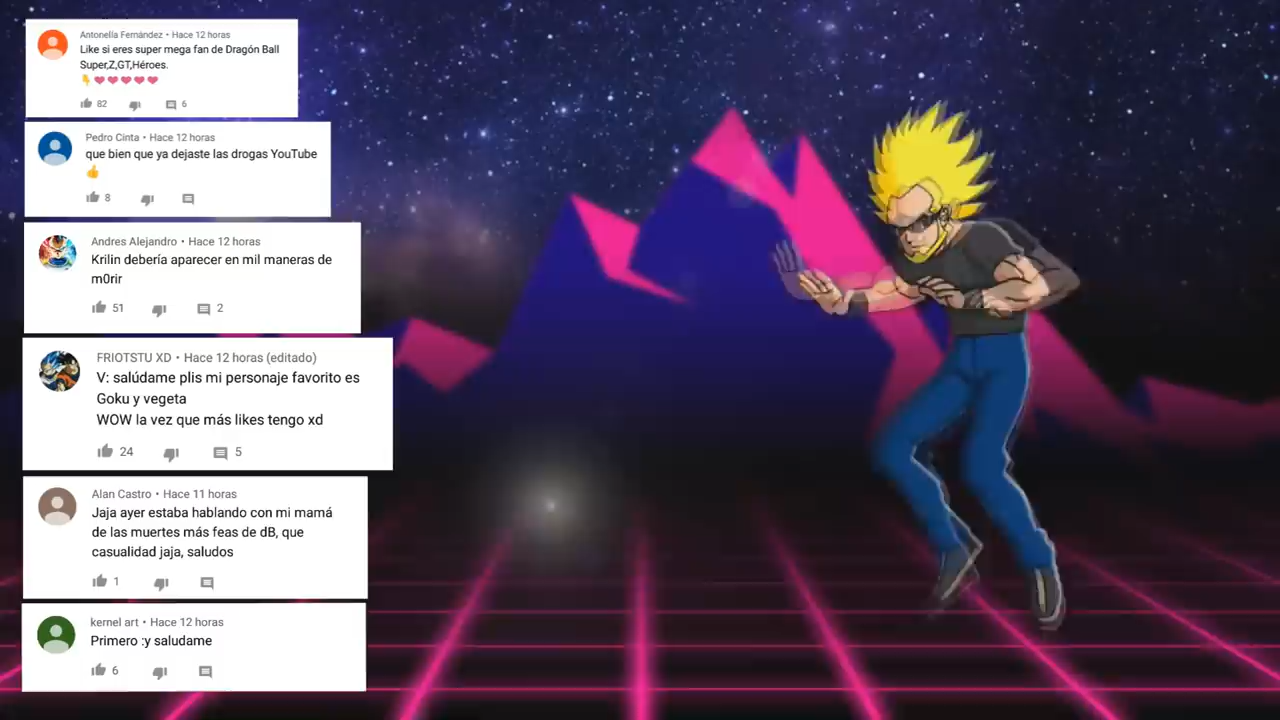 Antonella Fernández • Hace 12 horas
Like si eres super mega fan de Dragón Ball
Super,Z,GT,Héroes.
👇❤❤❤❤❤
82 6
Pedro Cinta • Hace 12 horas
que bien que ya dejaste las drogas YouTube
👍
8
Andres Alejandro • Hace 12 horas
Krilin debería aparecer en mil maneras de
m0rir
51 2
FRIOTSTU XD • Hace 12 horas (editado)
V: salúdame plis mi personaje favorito es
Goku y vegeta
WOW la vez que más likes tengo xd
24 5
Alan Castro • Hace 11 horas
Jaja ayer estaba hablando con mi mamá
de las muertes más feas de dB, que
casualidad jaja, saludos
1
kernel art • Hace 12 horas
Primero :y saludame
6